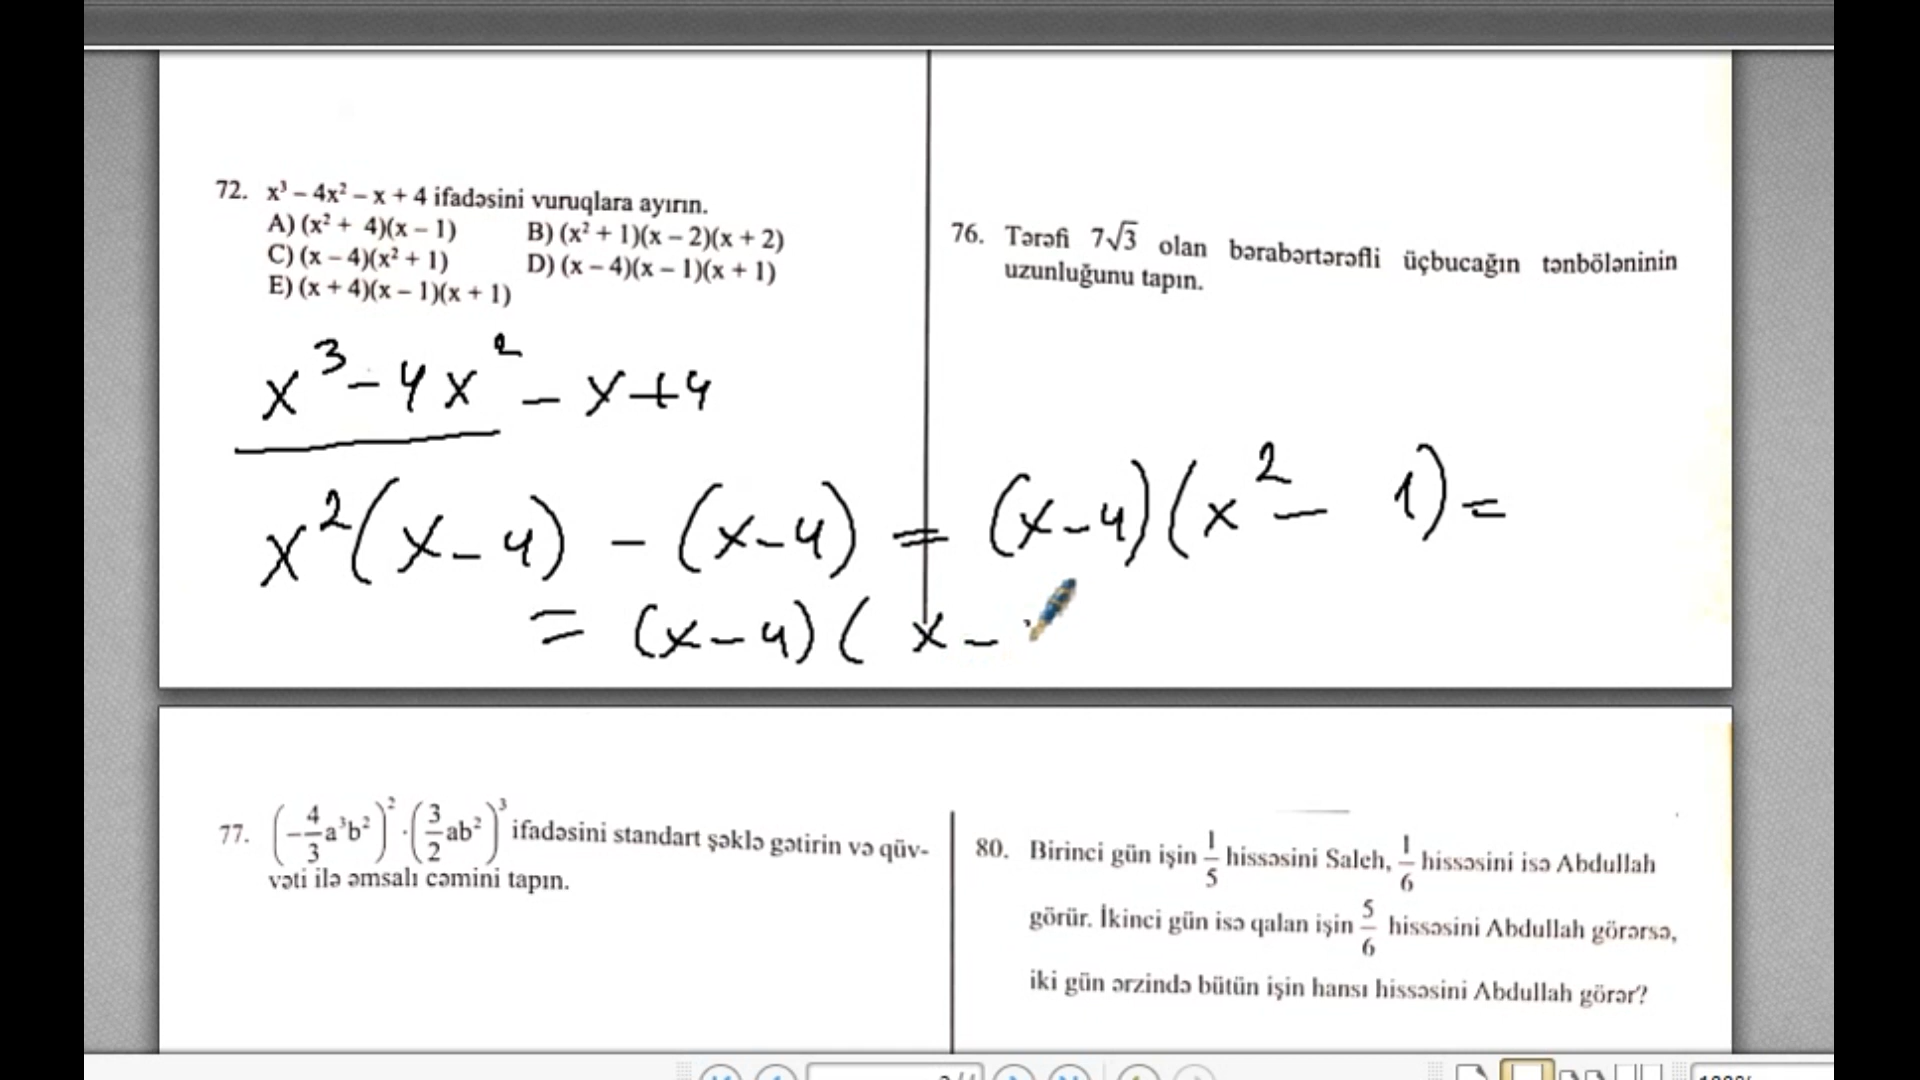 72. x³ – 4x² – x + 4 ifadəsini vuruqlara ayırın.
A) (x² + 4)(x – 1) B) (x² + 1)(x – 2)(x + 2)
C) (x – 4)(x² + 1) D) (x – 4)(x – 1)(x + 1)
E) (x + 4)(x – 1)(x + 1)
x³ – 4x² – x + 4
x²(x – 4) – (x – 4) = (x – 4)(x² – 1) =
= (x – 4)( x –
76. Tərəfi 7√3 olan bərabərtərəfli üçbucağın tənböləninin
uzunluğunu tapın.
77. (–4/3 a³b²)² · (3/2 ab²)³ ifadəsini standart şəklə gətirin və qüv-
vəti ilə əmsalı cəmini tapın.
80. Birinci gün işin 1/5 hissəsini Saleh, 1/6 hissəsini isə Abdullah
görür. İkinci gün isə qalan işin 5/6 hissəsini Abdullah görərsə,
iki gün ərzində bütün işin hansı hissəsini Abdullah görər?